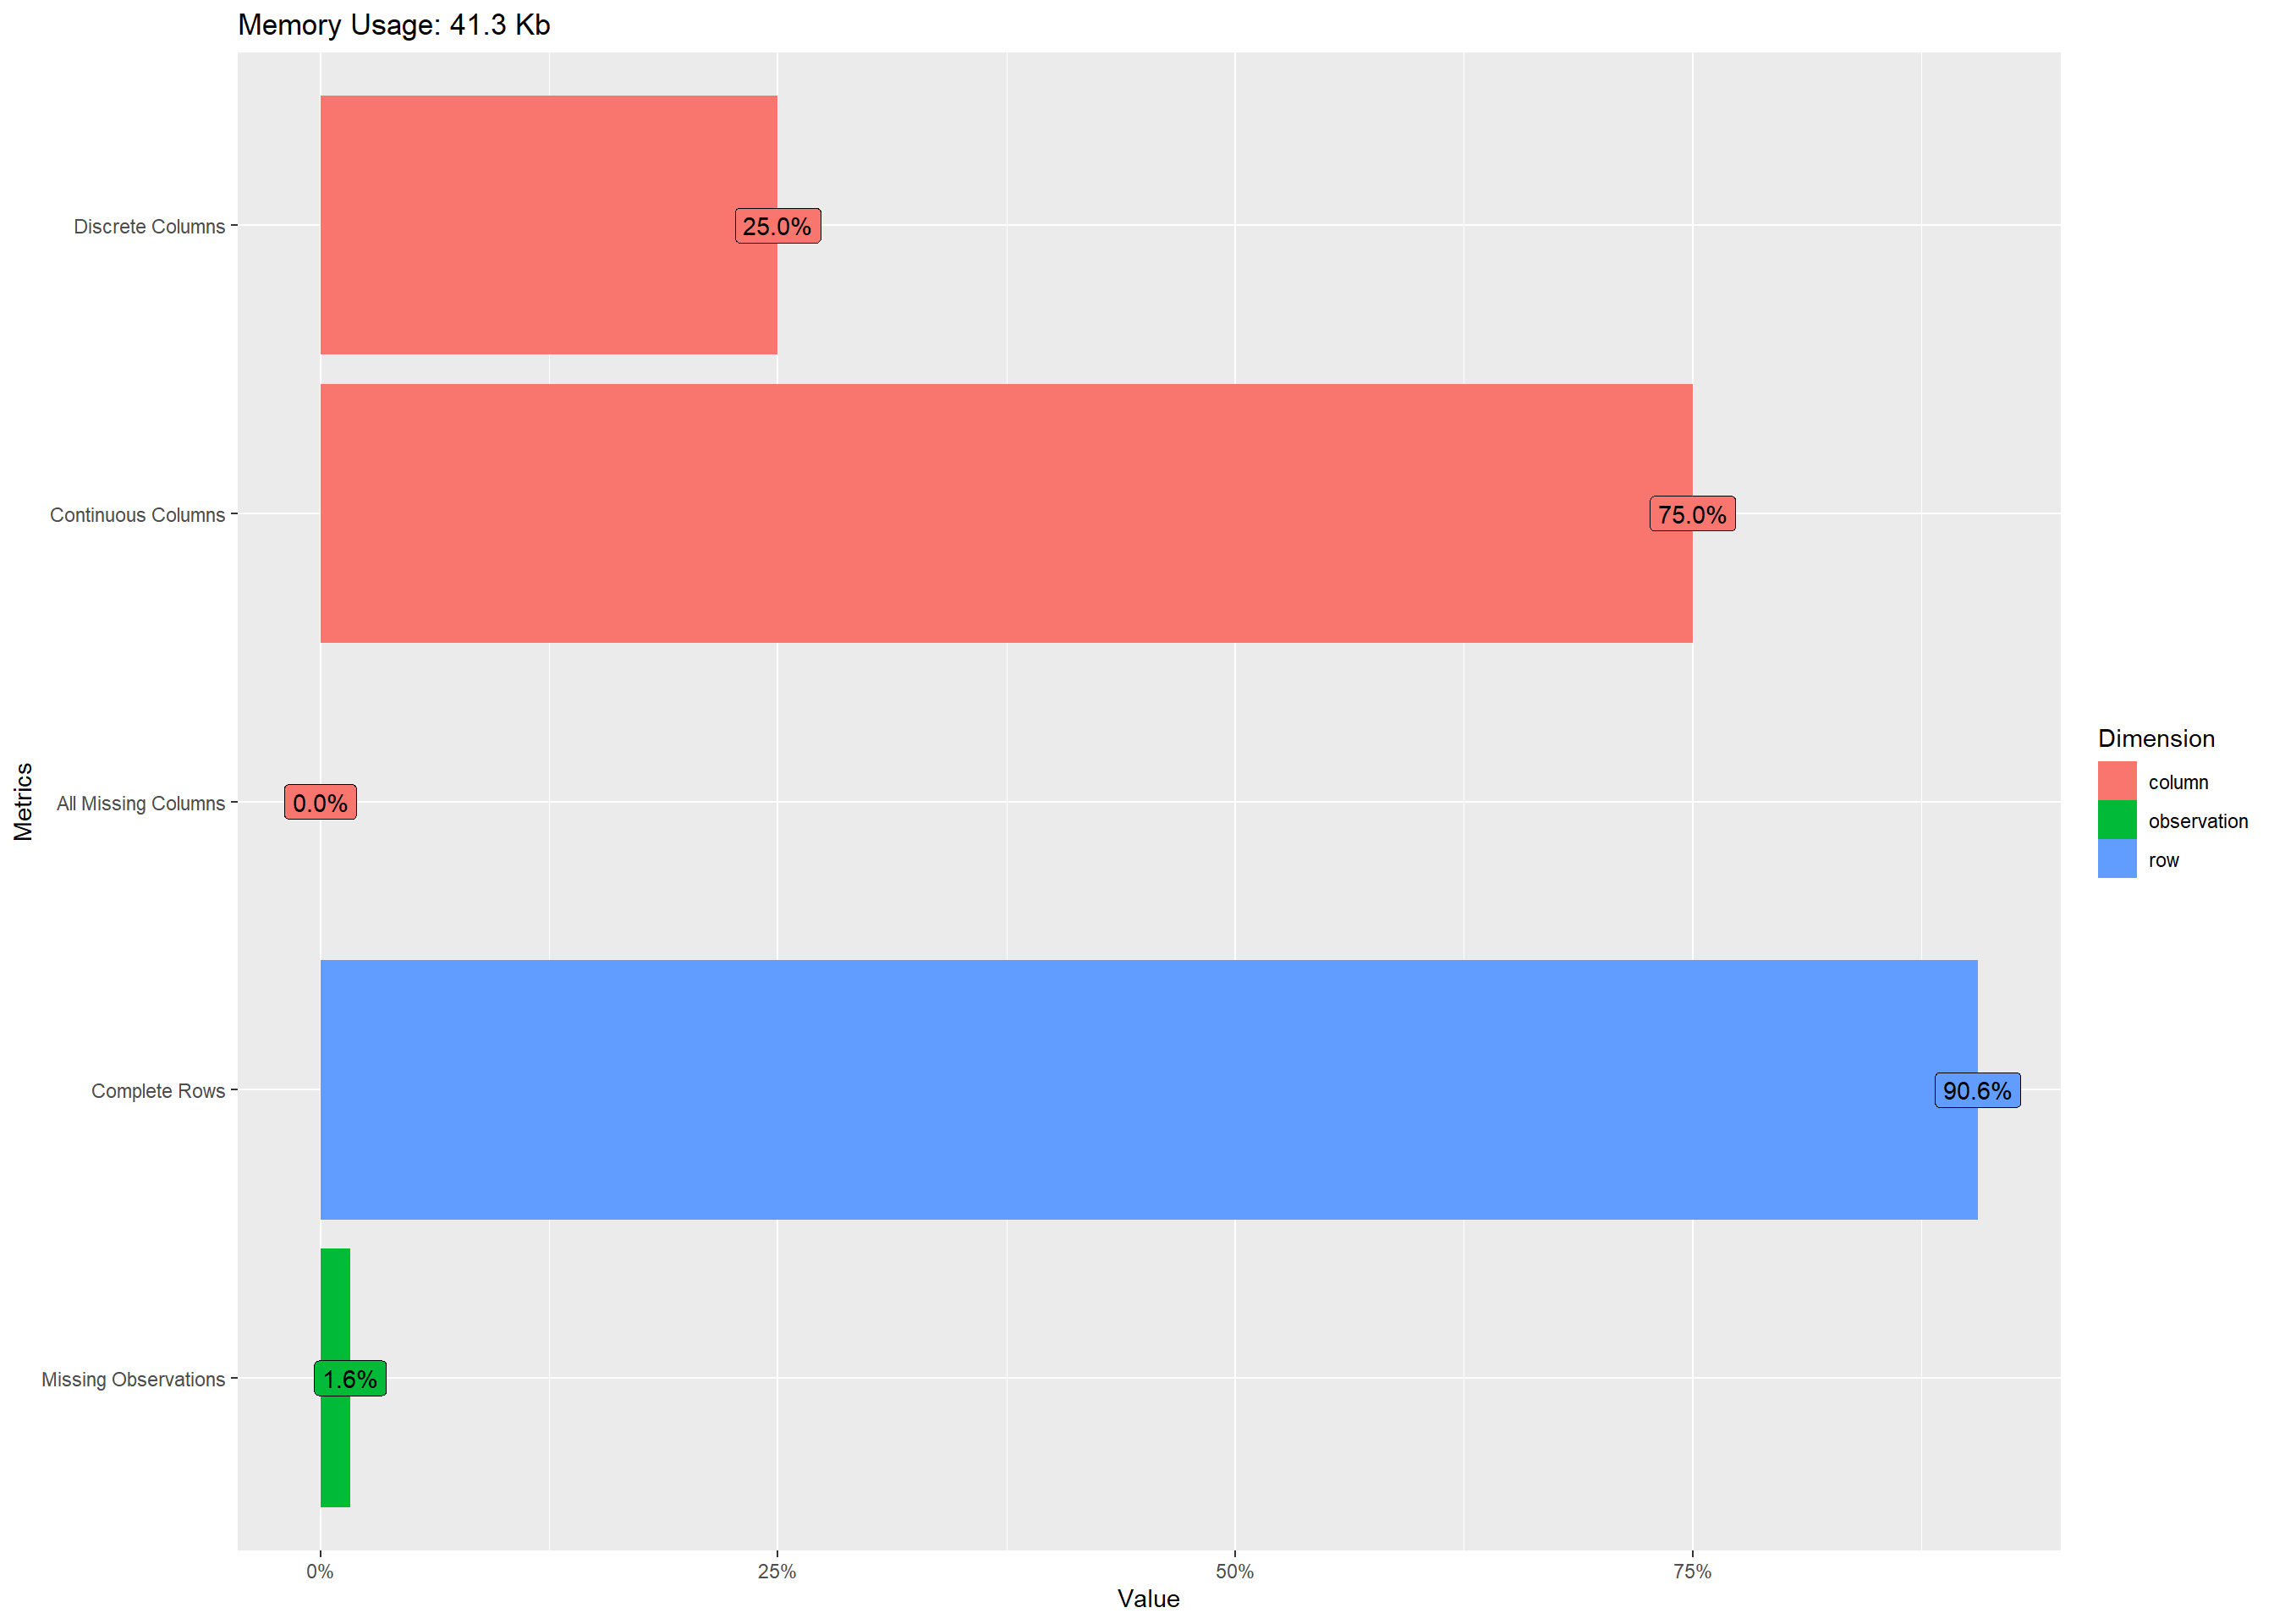 Memory Usage: 41.3 Kb
Discrete Columns
25.0%
Continuous Columns
75.0%
All Missing Columns
0.0%
Complete Rows
90.6%
Missing Observations
1.6%
Metrics
0%
25%
50%
75%
Value
Dimension
column
observation
row